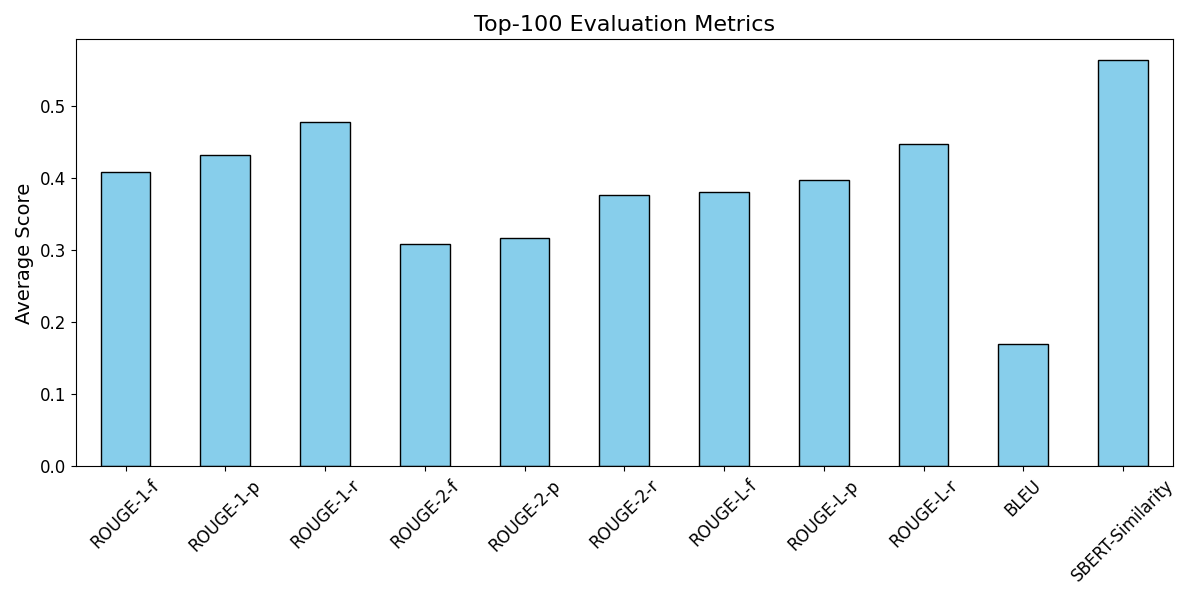 Top-100 Evaluation Metrics
Average Score
0.5
0.4
0.3
0.2
0.1
0.0
ROUGE-1-f
ROUGE-1-p
ROUGE-1-r
ROUGE-2-f
ROUGE-2-p
ROUGE-2-r
ROUGE-L-f
ROUGE-L-p
ROUGE-L-r
BLEU
SBERT-Similarity